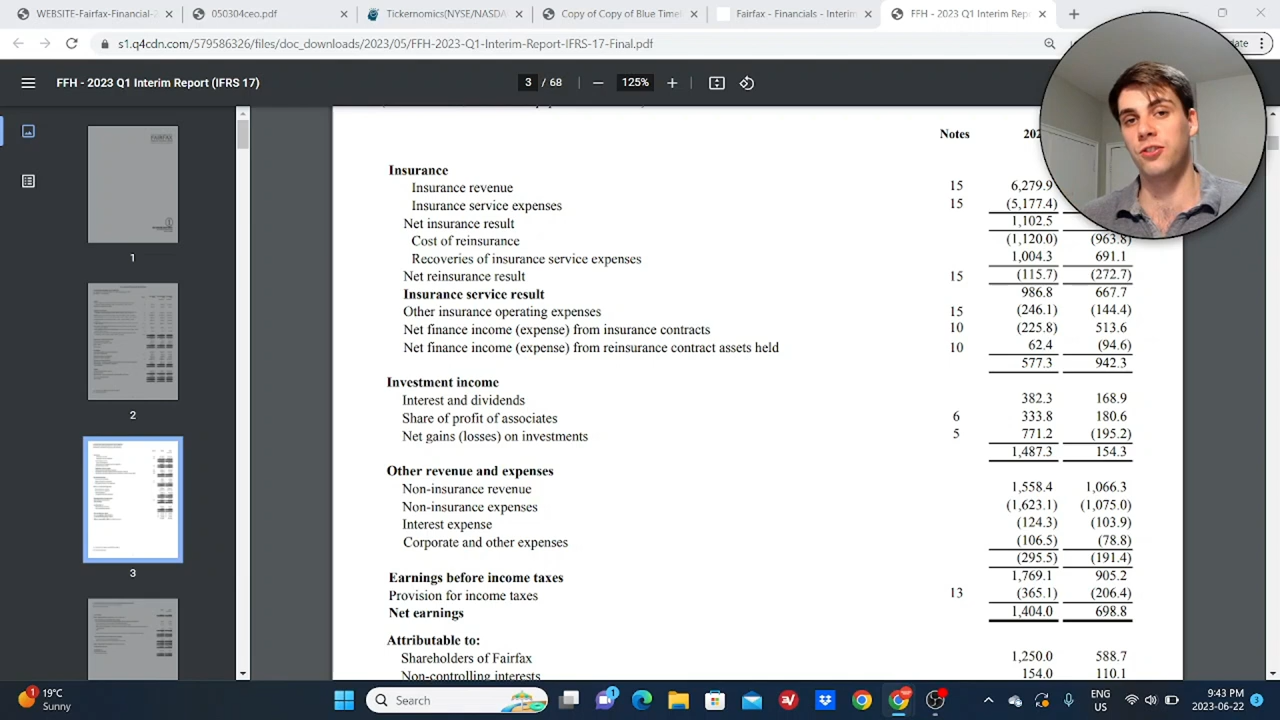 WEBSITE-Fairfax-Financial-2 050304ceo.pdf Tickernomics(NYSE/NASDA Copy of Copy of Blue Timel Fairfax - Financials - Interim FFH - 2023 Q1 Interim Rep
s1.q4cdn.com/579586326/files/doc_downloads/2023/05/FFH-2023-Q1-Interim-Report-IFRS-17-Final.pdf
FFH - 2023 Q1 Interim Report (IFRS 17) 3 / 68 125%
Notes 202
Insurance
Insurance revenue 15 6,279.9
Insurance service expenses 15 (5,177.4)
Net insurance result 1,102.5
Cost of reinsurance (1,120.0) (963.8)
Recoveries of insurance service expenses 1,004.3 691.1
Net reinsurance result 15 (115.7) (272.7)
Insurance service result 986.8 667.7
Other insurance operating expenses 15 (246.1) (144.4)
Net finance income (expense) from insurance contracts 10 (225.8) 513.6
Net finance income (expense) from reinsurance contract assets held 10 62.4 (94.6)
577.3 942.3
Investment income
Interest and dividends 382.3 168.9
Share of profit of associates 6 333.8 180.6
Net gains (losses) on investments 5 771.2 (195.2)
1,487.3 154.3
Other revenue and expenses
Non-insurance revenue 1,558.4 1,066.3
Non-insurance expenses (1,623.1) (1,075.0)
Interest expense (124.3) (103.9)
Corporate and other expenses (106.5) (78.8)
(295.5) (191.4)
Earnings before income taxes 1,769.1 905.2
Provision for income taxes 13 (365.1) (206.4)
Net earnings 1,404.0 698.8
Attributable to:
Shareholders of Fairfax 1,250.0 588.7
Non-controlling interests 154.0 110.1
1
2
3
1 19°C
Sunny
Search
1
ENG
US
9:43 PM
2023-06-22